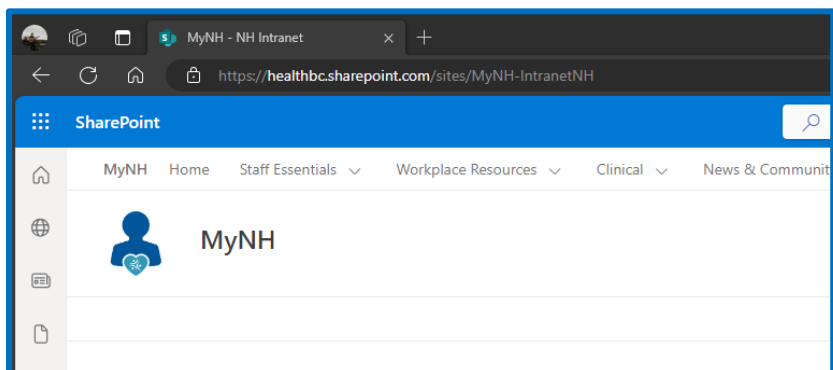 MyNH - NH Intranet
https://healthbc.sharepoint.com/sites/MyNH-IntranetNH
SharePoint
MyNH Home Staff Essentials Workplace Resources Clinical News & Communit
MyNH